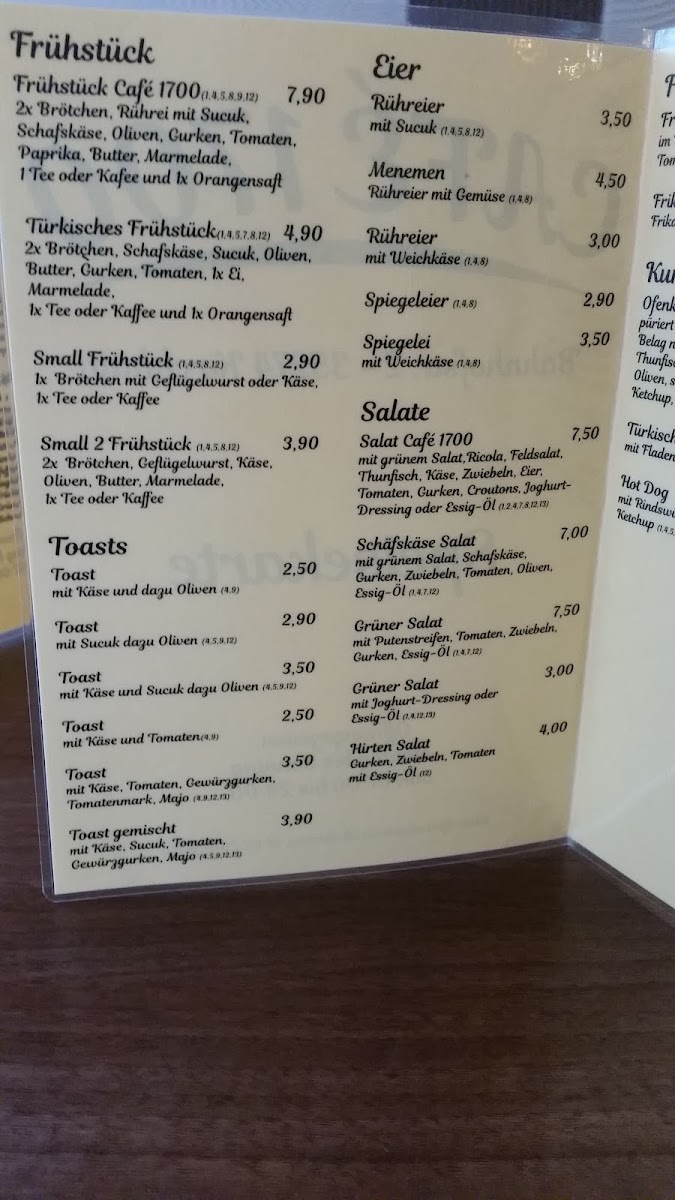 Frühstück
Frühstück Café 1700(1,4,5,8,9,12) 7,90
2x Brötchen, Rührei mit Sucuk,
Schafskäse, Oliven, Gurken, Tomaten,
Paprika, Butter, Marmelade,
1 Tee oder Kafee und 1x Orangensaft
Türkisches Frühstück(1,4,5,7,8,12) 4,90
2x Brötchen, Schafskäse, Sucuk, Oliven,
Butter, Gurken, Tomaten, 1x Ei,
Marmelade,
1x Tee oder Kaffee und 1x Orangensaft
Small Frühstück (1,4,5,8,12) 2,90
1x Brötchen mit Geflügelwurst oder Käse,
1x Tee oder Kaffee
Small 2 Frühstück (1,4,5,8,12) 3,90
2x Brötchen, Geflügelwurst, Käse,
Oliven, Butter, Marmelade,
1x Tee oder Kaffee
Toasts
Toast 2,50
mit Käse und dazu Oliven (4,9)
Toast 2,90
mit Sucuk dazu Oliven (4,5,9,12)
Toast 3,50
mit Käse und Sucuk dazu Oliven (4,5,9,12)
Toast 2,50
mit Käse und Tomaten(4,9)
Toast 3,50
mit Käse, Tomaten, Gewürzgurken,
Tomatenmark, Majo (4,9,12,13)
Toast gemischt 3,90
mit Käse, Sucuk, Tomaten,
Gewürzgurken, Majo (4,5,9,12,13)
Eier
Rühreier 3,50
mit Sucuk (1,4,5,8,12)
Menemen 4,50
Rühreier mit Gemüse (1,4,8)
Rühreier 3,00
mit Weichkäse (1,4,8)
Spiegeleier (1,4,8) 2,90
Spiegelei 3,50
mit Weichkäse (1,4,8)
Salate
Salat Café 1700 7,50
mit grünem Salat,Ricola, Feldsalat,
Thunfisch, Käse, Zwiebeln, Eier,
Tomaten, Gurken, Croutons, Joghurt-
Dressing oder Essig-Öl (1,2,4,7,8,12,13)
Schäfskäse Salat 7,00
mit grünem Salat, Schafskäse,
Gurken, Zwiebeln, Tomaten, Oliven,
Essig-Öl (1,4,7,12)
Grüner Salat 7,50
mit Putenstreifen, Tomaten, Zwiebeln,
Gurken, Essig-Öl (1,4,7,12)
Grüner Salat 3,00
mit Joghurt-Dressing oder
Essig-Öl (1,4,12,13)
Hirten Salat 4,00
Gurken, Zwiebeln, Tomaten
mit Essig-Öl (12)
im
Ofenk
püriert
Belag
Thunfis
Oliven, s
Ketchup,
Türkisch
mit Fladen
Hot Dog
mit Rindswü
Ketchup (1,4,5